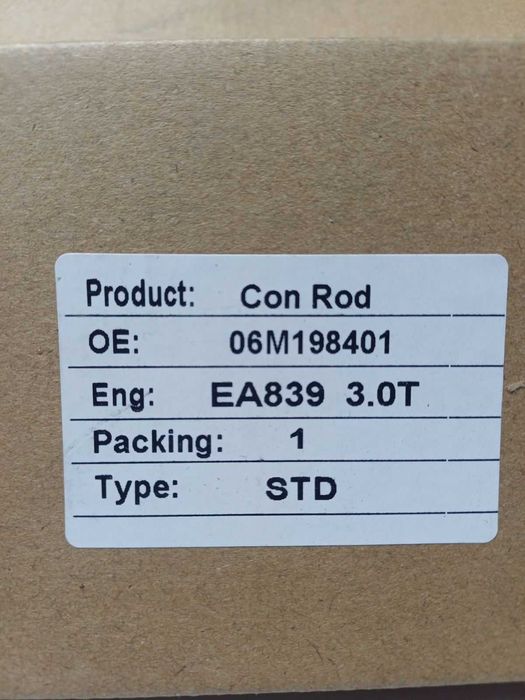 Product: Con Rod
OE: 06M198401
Eng: EA839 3.0T
Packing: 1
Type: STD